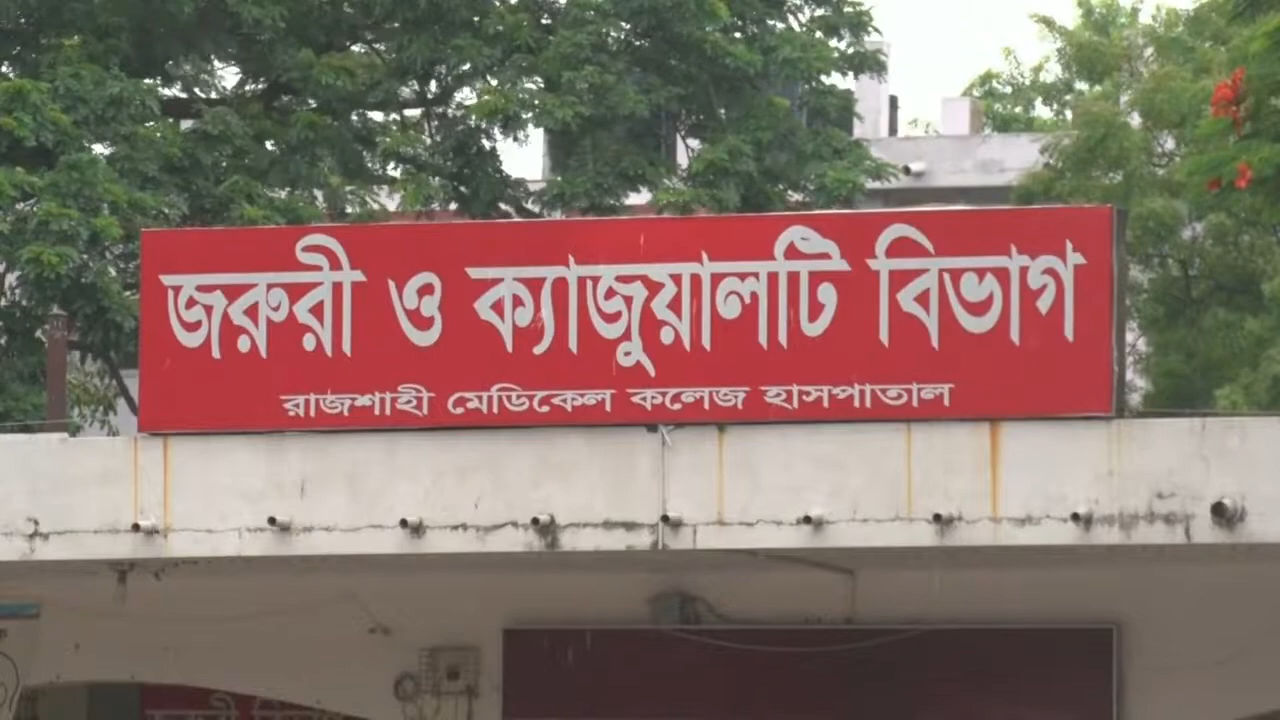 জরুরী ও ক্যাজুয়ালটি বিভাগ
রাজশাহী মেডিকেল কলেজ হাসপাতাল